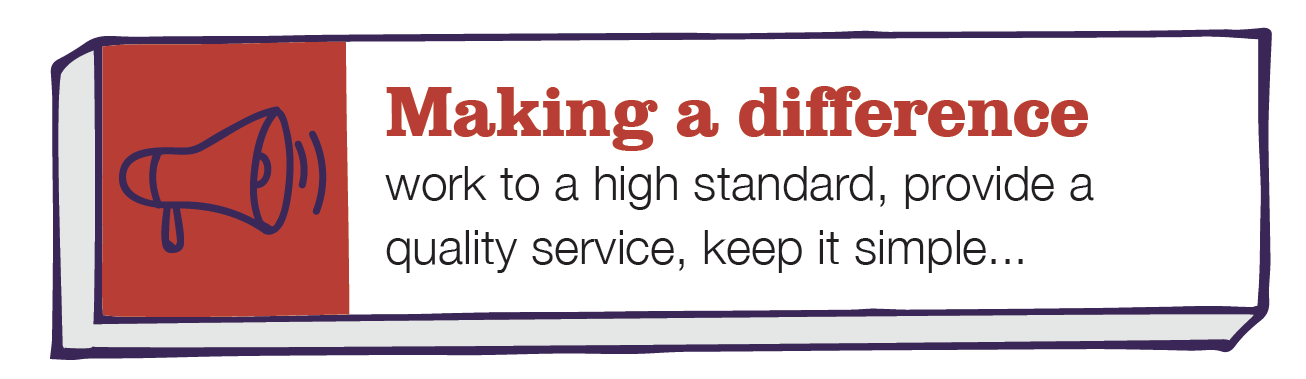 Making a difference
work to a high standard, provide a
quality service, keep it simple...